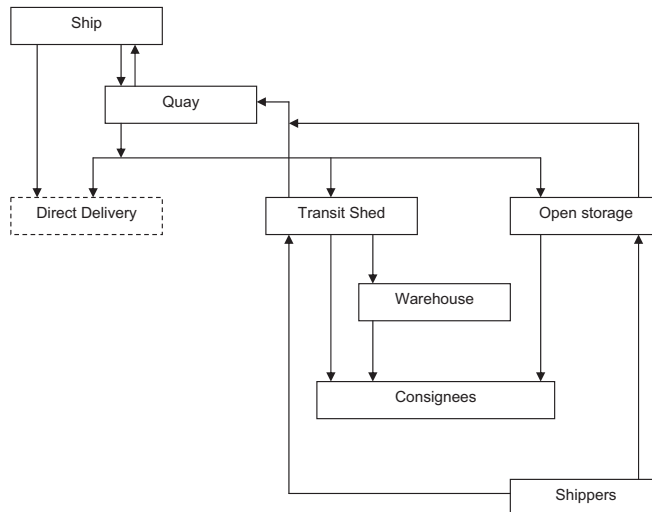 Ship
Quay
Direct Delivery
Transit Shed
Open storage
Warehouse
Consignees
Shippers